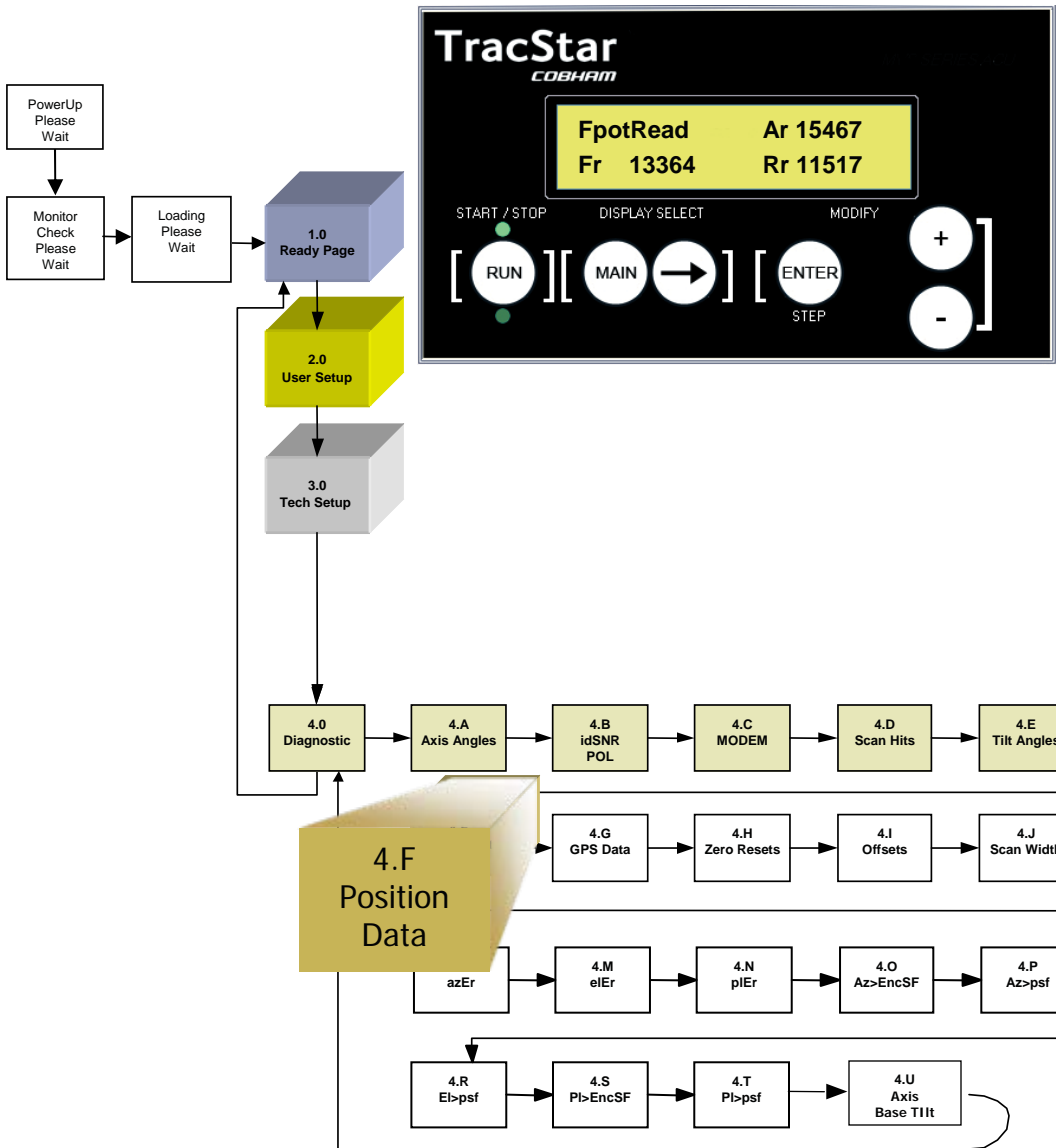 TracStar
COBHAM
FpotRead Ar 15467
Fr 13364 Rr 11517
START / STOP DISPLAY SELECT MODIFY
[ RUN ] [ MAIN → ] [ ENTER + ]
STEP -
PowerUp
Please
Wait
Monitor
Check
Please
Wait
Loading
Please
Wait
1.0
Ready Page
2.0
User Setup
3.0
Tech Setup
4.0
Diagnostic
4.A
Axis Angles
4.B
idSNR
POL
4.C
MODEM
4.D
Scan Hits
4.E
Tilt Angles
4.F
Position
Data
4.G
GPS Data
4.H
Zero Resets
4.I
Offsets
4.J
Scan Width
azEr
4.M
elEr
4.N
plEr
4.O
Az>EncSF
4.P
Az>psf
4.R
El>psf
4.S
Pl>EncSF
4.T
Pl>psf
4.U
Axis
Base TIlt